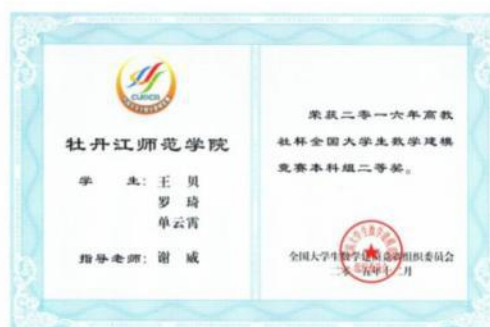 CUMCM
牡丹江师范学院
学 生：王 贝
罗 琦
单云霄
指导老师：谢 威
荣获二零一六年高教
社杯全国大学生数学建模
竞赛本科组二等奖。
全国大学生数学建模竞赛组织委员会